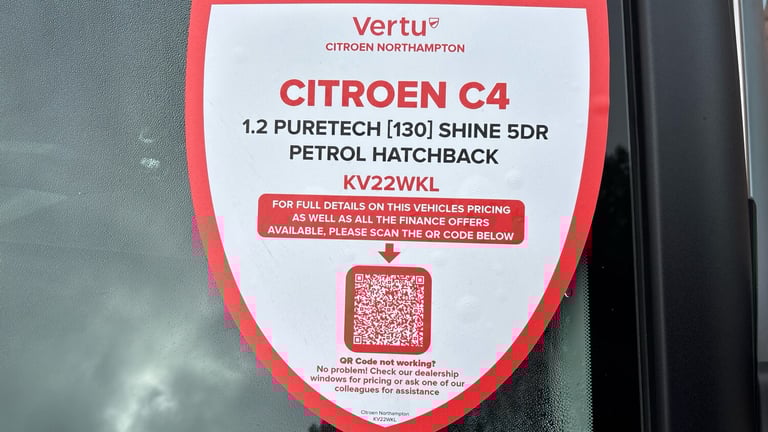 Vertu
CITROEN NORTHAMPTON
CITROEN C4
1.2 PURETECH [130] SHINE 5DR
PETROL HATCHBACK
KV22WKL
FOR FULL DETAILS ON THIS VEHICLES PRICING
AS WELL AS ALL THE FINANCE OFFERS
AVAILABLE, PLEASE SCAN THE QR CODE BELOW
QR Code not working?
No problem! Check our dealership
windows for pricing or ask one of our
colleagues for assistance
Citroen Northampton
KV22WKL